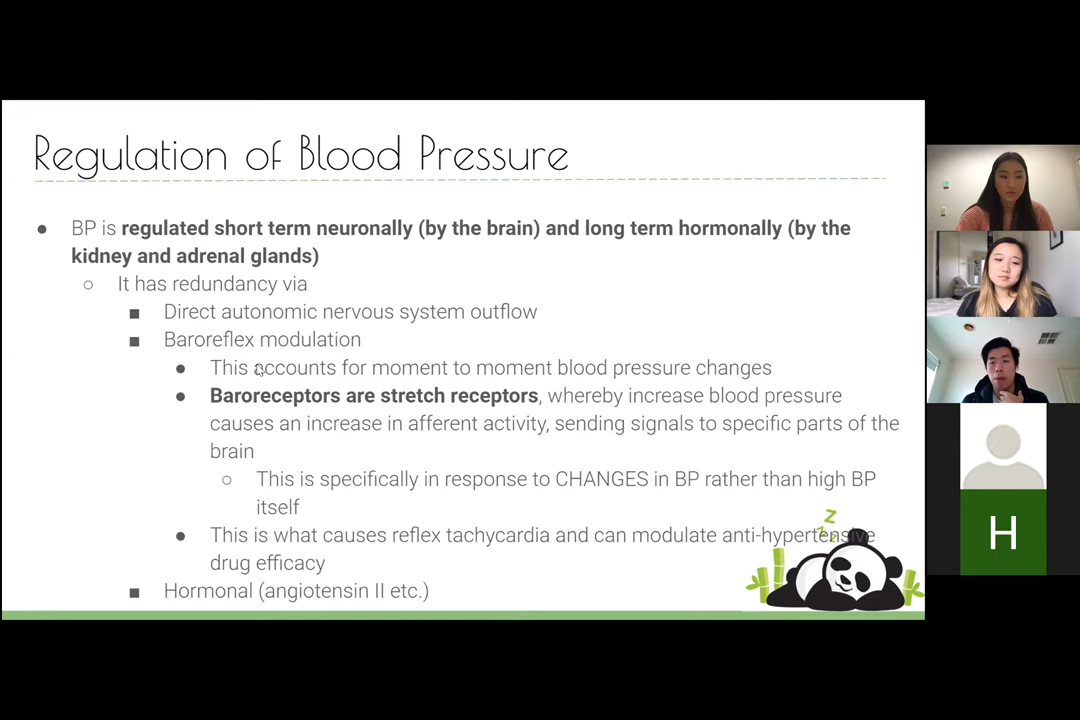 Regulation of Blood Pressure
● BP is regulated short term neuronally (by the brain) and long term hormonally (by the
kidney and adrenal glands)
○ It has redundancy via
■ Direct autonomic nervous system outflow
■ Baroreflex modulation
● This accounts for moment to moment blood pressure changes
● Baroreceptors are stretch receptors, whereby increase blood pressure
causes an increase in afferent activity, sending signals to specific parts of the
brain
○ This is specifically in response to CHANGES in BP rather than high BP
itself
● This is what causes reflex tachycardia and can modulate anti-hypertensive
drug efficacy
■ Hormonal (angiotensin II etc.)
Z
Z
Z
H